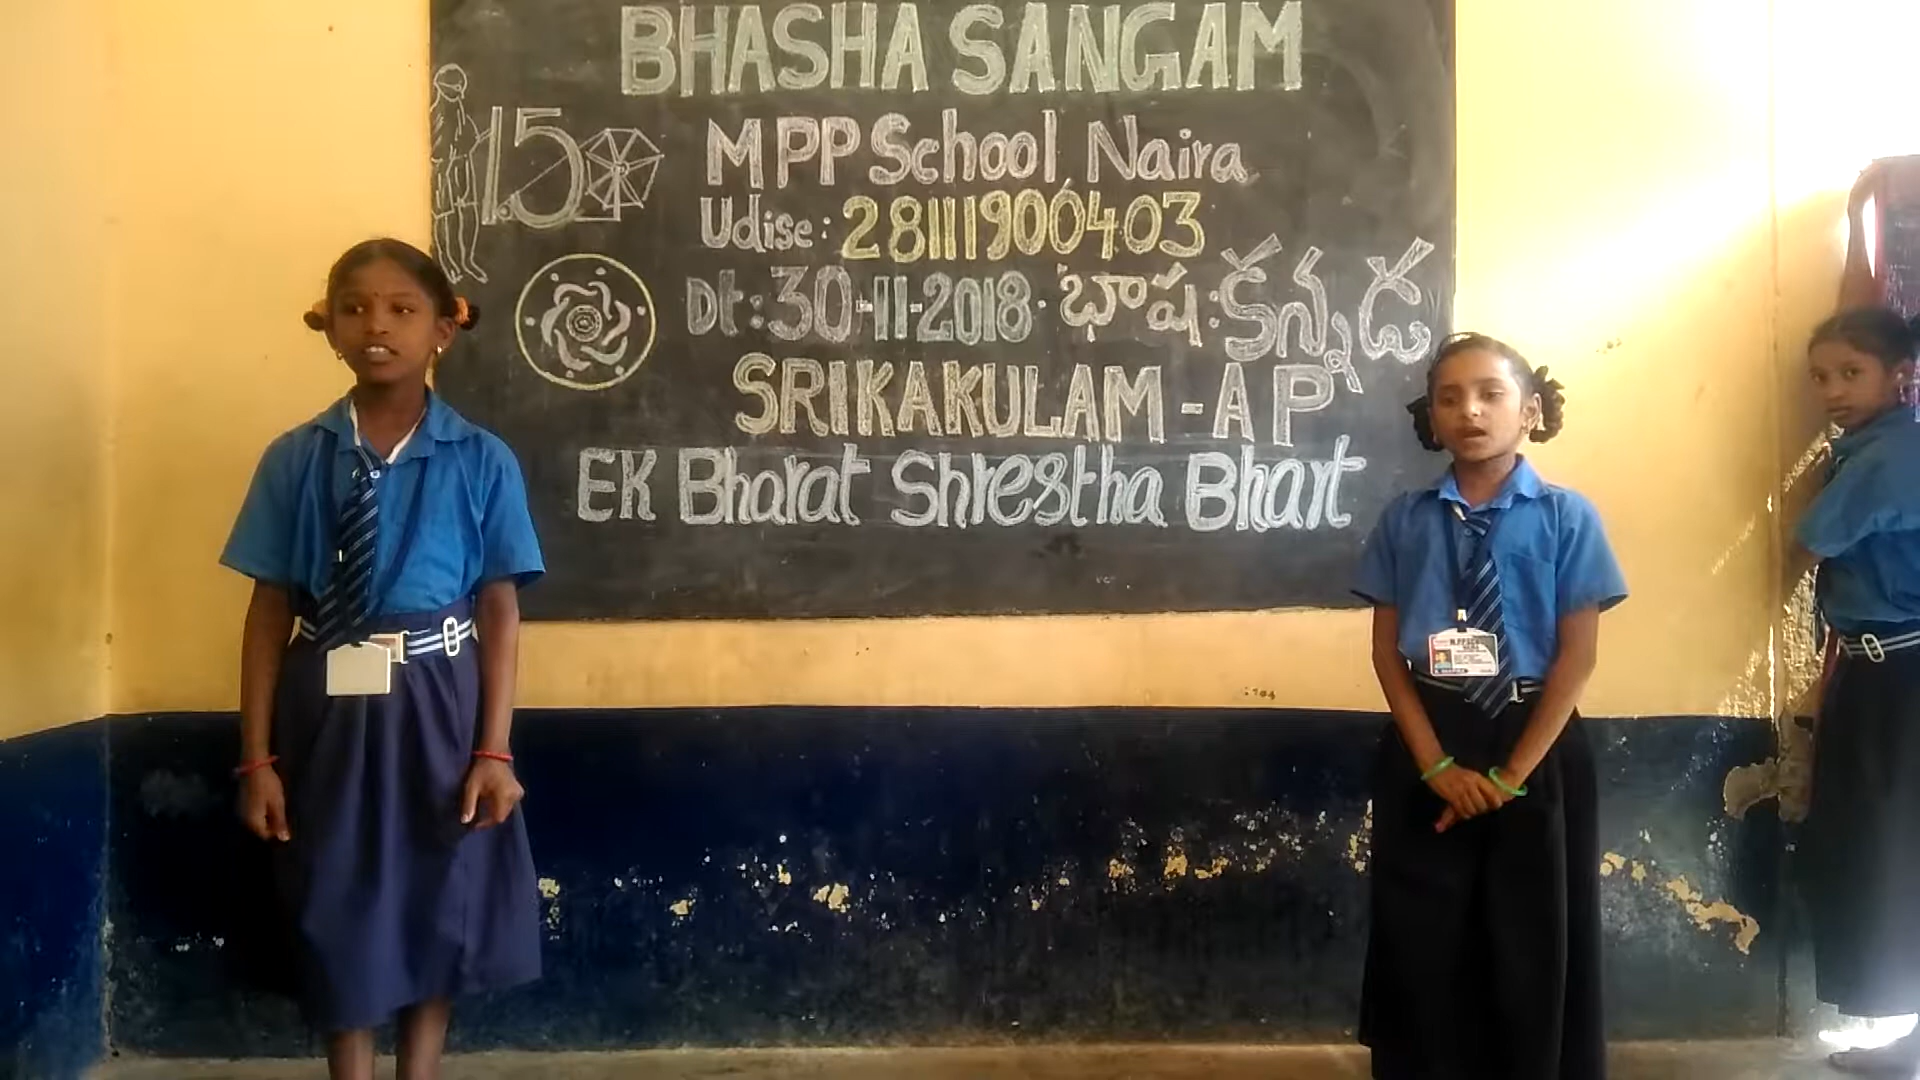 BHASHA SANGAM
150
MPP School Naira
Udise: 28111900403
Dt: 30-11-2018. భాష: కన్నడ
SRIKAKULAM - AP
EK Bharat Shrestha Bhart